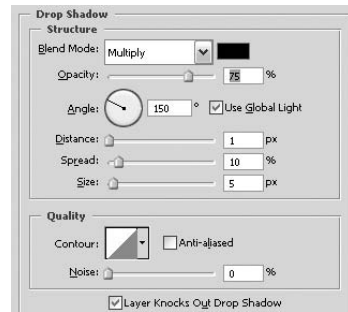 Drop Shadow
Structure
Blend Mode: Multiply
Opacity: 75 %
Angle: 150 ° Use Global Light
Distance: 1 px
Spread: 10 %
Size: 5 px
Quality
Contour: Anti-aliased
Noise: 0 %
Layer Knocks Out Drop Shadow